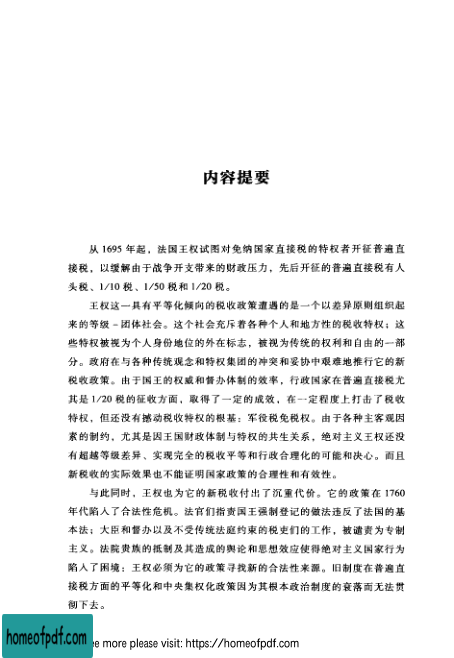 内容提要
从 1695 年起，法国王权试图对免纳国家直接税的特权者开征普遍直
接税，以缓解由于战争开支带来的财政压力，先后开征的普遍直接税有人
头税、1/10 税、1/50 税和 1/20 税。
王权这一具有平等化倾向的税收政策遭遇的是一个以差异原则组织起
来的等级－团体社会。这个社会充斥着各种个人和地方性的税收特权；这
些特权被视为个人身份地位的外在标志，被视为传统的权利和自由的一部
分。政府在与各种传统观念和特权集团的冲突和妥协中艰难地推行它的新
税收政策。由于国王的权威和督办体制的效率，行政国家在普遍直接税尤
其是 1/20 税的征收方面，取得了一定的成效，在一定程度上打击了税收
特权，但还没有撼动税收特权的根基：军役税免税权。由于各种主客观因
素的制约，尤其是因王国财政体制与特权的共生关系，绝对主义王权还没
有超越等级差异、实现完全的税收平等和行政合理化的可能和决心。而且
新税收的实际效果也不能证明国家政策的合理性和有效性。
与此同时，王权也为它的新税收付出了沉重代价。它的政策在 1760
年代陷入了合法性危机。法官们指责国王强制登记的做法违反了法国的基
本法；大臣和督办以及不受传统法庭约束的税吏们的工作，被谴责为专制
主义。法院贵族的抵制及其造成的舆论和思想效应使得绝对主义国家行为
陷入了困境；王权必须为它的政策寻找新的合法性来源。旧制度在普遍直
接税方面的平等化和中央集权化政策因为其根本政治制度的衰落而无法贯
彻下去。
homeofpdf.com
ee more please visit: https://homeofpdf.com